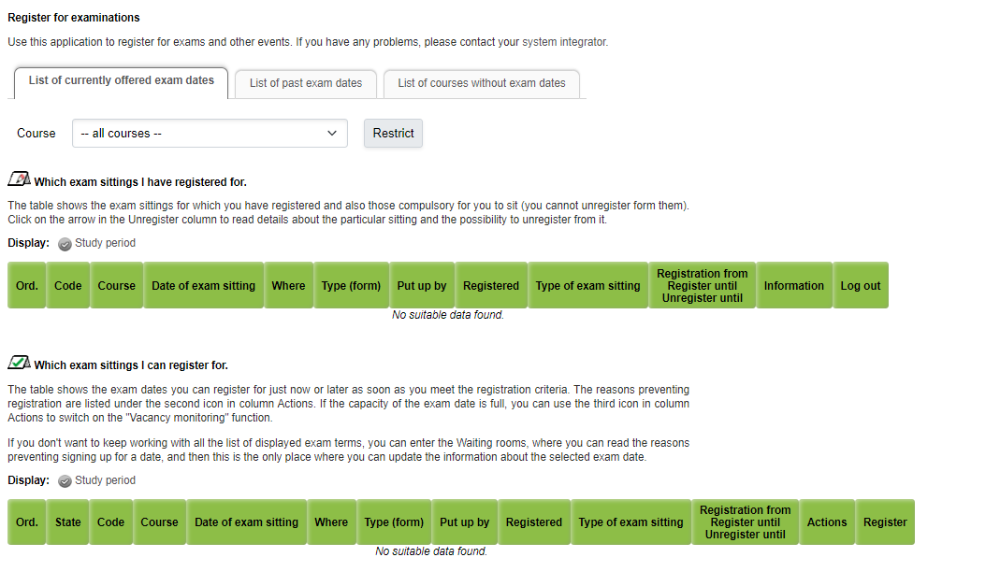 Register for examinations
Use this application to register for exams and other events. If you have any problems, please contact your system integrator.
List of currently offered exam dates
List of past exam dates
List of courses without exam dates
Course
-- all courses --
Restrict
Which exam sittings I have registered for.
The table shows the exam sittings for which you have registered and also those compulsory for you to sit (you cannot unregister form them).
Click on the arrow in the Unregister column to read details about the particular sitting and the possibility to unregister from it.
Display: Study period
Ord. Code Course Date of exam sitting Where Type (form) Put up by Registered Type of exam sitting Registration from Register until Unregister until Information Log out
No suitable data found.
Which exam sittings I can register for.
The table shows the exam dates you can register for just now or later as soon as you meet the registration criteria. The reasons preventing
registration are listed under the second icon in column Actions. If the capacity of the exam date is full, you can use the third icon in column
Actions to switch on the "Vacancy monitoring" function.
If you don't want to keep working with all the list of displayed exam terms, you can enter the Waiting rooms, where you can read the reasons
preventing signing up for a date, and then this is the only place where you can update the information about the selected exam date.
Display: Study period
Ord. State Code Course Date of exam sitting Where Type (form) Put up by Registered Type of exam sitting Registration from Register until Unregister until Actions Register
No suitable data found.